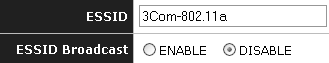 ESSID 3Com-802.11a
ESSID Broadcast ENABLE DISABLE